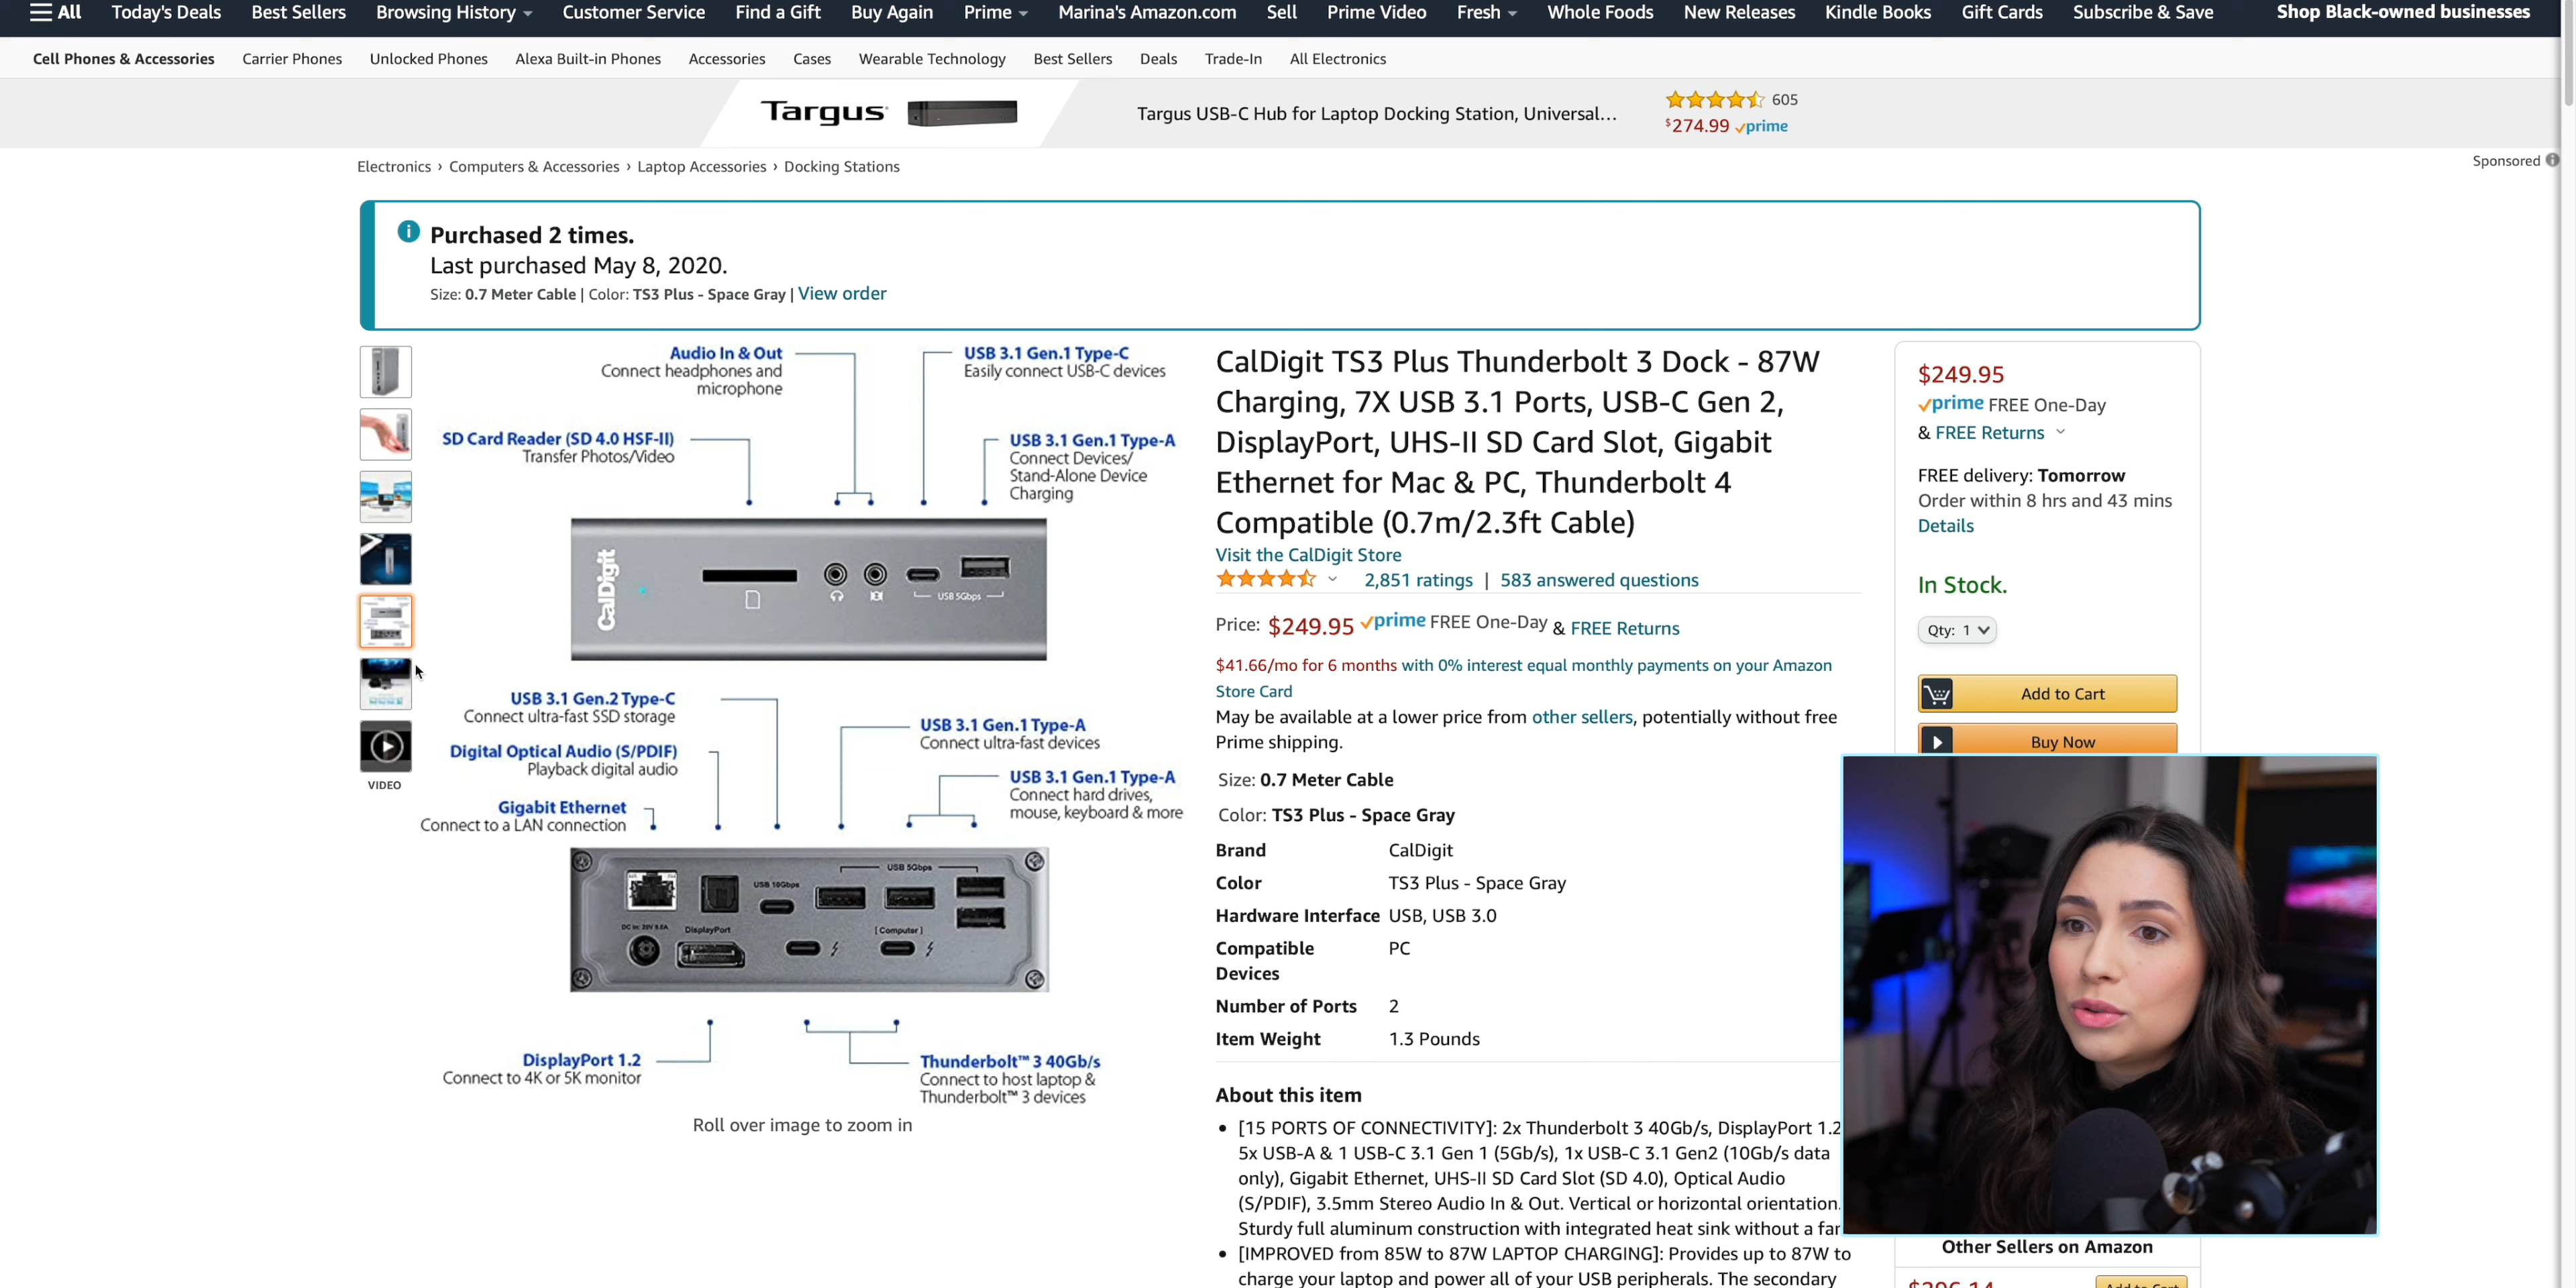 All Today's Deals Best Sellers Browsing History Customer Service Find a Gift Buy Again Prime Marina's Amazon.com Sell Prime Video Fresh Whole Foods New Releases Kindle Books Gift Cards Subscribe & Save Shop Black-owned businesses
Cell Phones & Accessories Carrier Phones Unlocked Phones Alexa Built-in Phones Accessories Cases Wearable Technology Best Sellers Deals Trade-In All Electronics
Targus
Targus USB-C Hub for Laptop Docking Station, Universal...
605
$274.99 prime
Sponsored
Electronics › Computers & Accessories › Laptop Accessories › Docking Stations
Purchased 2 times.
Last purchased May 8, 2020.
Size: 0.7 Meter Cable | Color: TS3 Plus - Space Gray | View order
VIDEO
Audio In & Out
Connect headphones and
microphone
USB 3.1 Gen.1 Type-C
Easily connect USB-C devices
SD Card Reader (SD 4.0 HSF-II)
Transfer Photos/Video
USB 3.1 Gen.1 Type-A
Connect Devices/
Stand-Alone Device
Charging
CalDigit
USB 5Gbps
USB 3.1 Gen.2 Type-C
Connect ultra-fast SSD storage
Digital Optical Audio (S/PDIF)
Playback digital audio
Gigabit Ethernet
Connect to a LAN connection
USB 3.1 Gen.1 Type-A
Connect ultra-fast devices
USB 3.1 Gen.1 Type-A
Connect hard drives,
mouse, keyboard & more
USB 5Gbps
USB 10Gbps
DC in: 20V 9.0A DisplayPort [Computer]
DisplayPort 1.2
Connect to 4K or 5K monitor
Thunderbolt™ 3 40Gb/s
Connect to host laptop &
Thunderbolt™ 3 devices
Roll over image to zoom in
CalDigit TS3 Plus Thunderbolt 3 Dock - 87W
Charging, 7X USB 3.1 Ports, USB-C Gen 2,
DisplayPort, UHS-II SD Card Slot, Gigabit
Ethernet for Mac & PC, Thunderbolt 4
Compatible (0.7m/2.3ft Cable)
Visit the CalDigit Store
2,851 ratings | 583 answered questions
Price: $249.95 prime FREE One-Day & FREE Returns
$41.66/mo for 6 months with 0% interest equal monthly payments on your Amazon
Store Card
May be available at a lower price from other sellers, potentially without free
Prime shipping.
Size: 0.7 Meter Cable
Color: TS3 Plus - Space Gray
Brand CalDigit
Color TS3 Plus - Space Gray
Hardware Interface USB, USB 3.0
Compatible PC
Devices
Number of Ports 2
Item Weight 1.3 Pounds
About this item
[15 PORTS OF CONNECTIVITY]: 2x Thunderbolt 3 40Gb/s, DisplayPort 1.2
5x USB-A & 1 USB-C 3.1 Gen 1 (5Gb/s), 1x USB-C 3.1 Gen2 (10Gb/s data
only), Gigabit Ethernet, UHS-II SD Card Slot (SD 4.0), Optical Audio
(S/PDIF), 3.5mm Stereo Audio In & Out. Vertical or horizontal orientation.
Sturdy full aluminum construction with integrated heat sink without a
[IMPROVED from 85W to 87W LAPTOP CHARGING]: Provides up to 87W to
charge your laptop and power all of your USB peripherals. The secondary
$249.95
prime FREE One-Day
& FREE Returns
FREE delivery: Tomorrow
Order within 8 hrs and 43 mins
Details
In Stock.
Qty: 1
Add to Cart
Buy Now
Other Sellers on Amazon